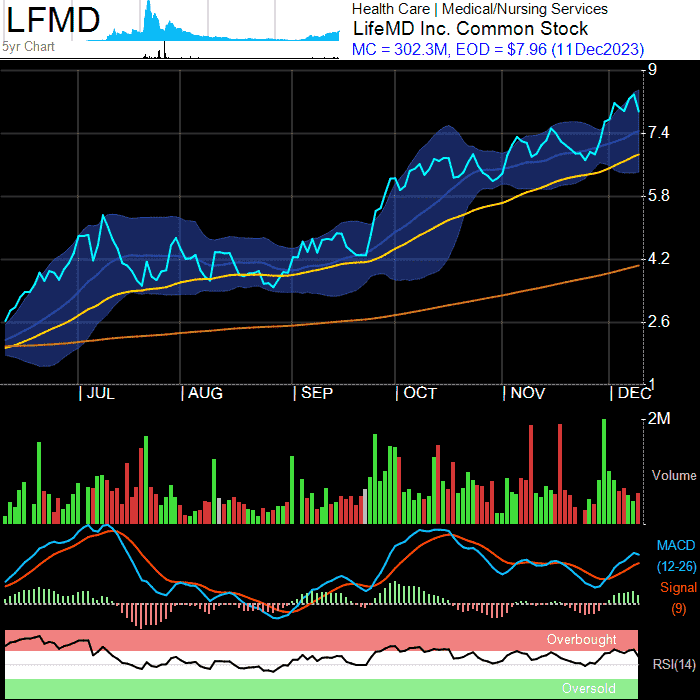 LFMD
5yr Chart
Health Care | Medical/Nursing Services
LifeMD Inc. Common Stock
MC = 302.3M, EOD = $7.96 (11Dec2023)
9
7.4
5.8
4.2
2.6
1
| JUL | AUG | SEP | OCT | NOV | DEC
2M
Volume
MACD
(12-26)
Signal
(9)
Overbought
RSI(14)
Oversold